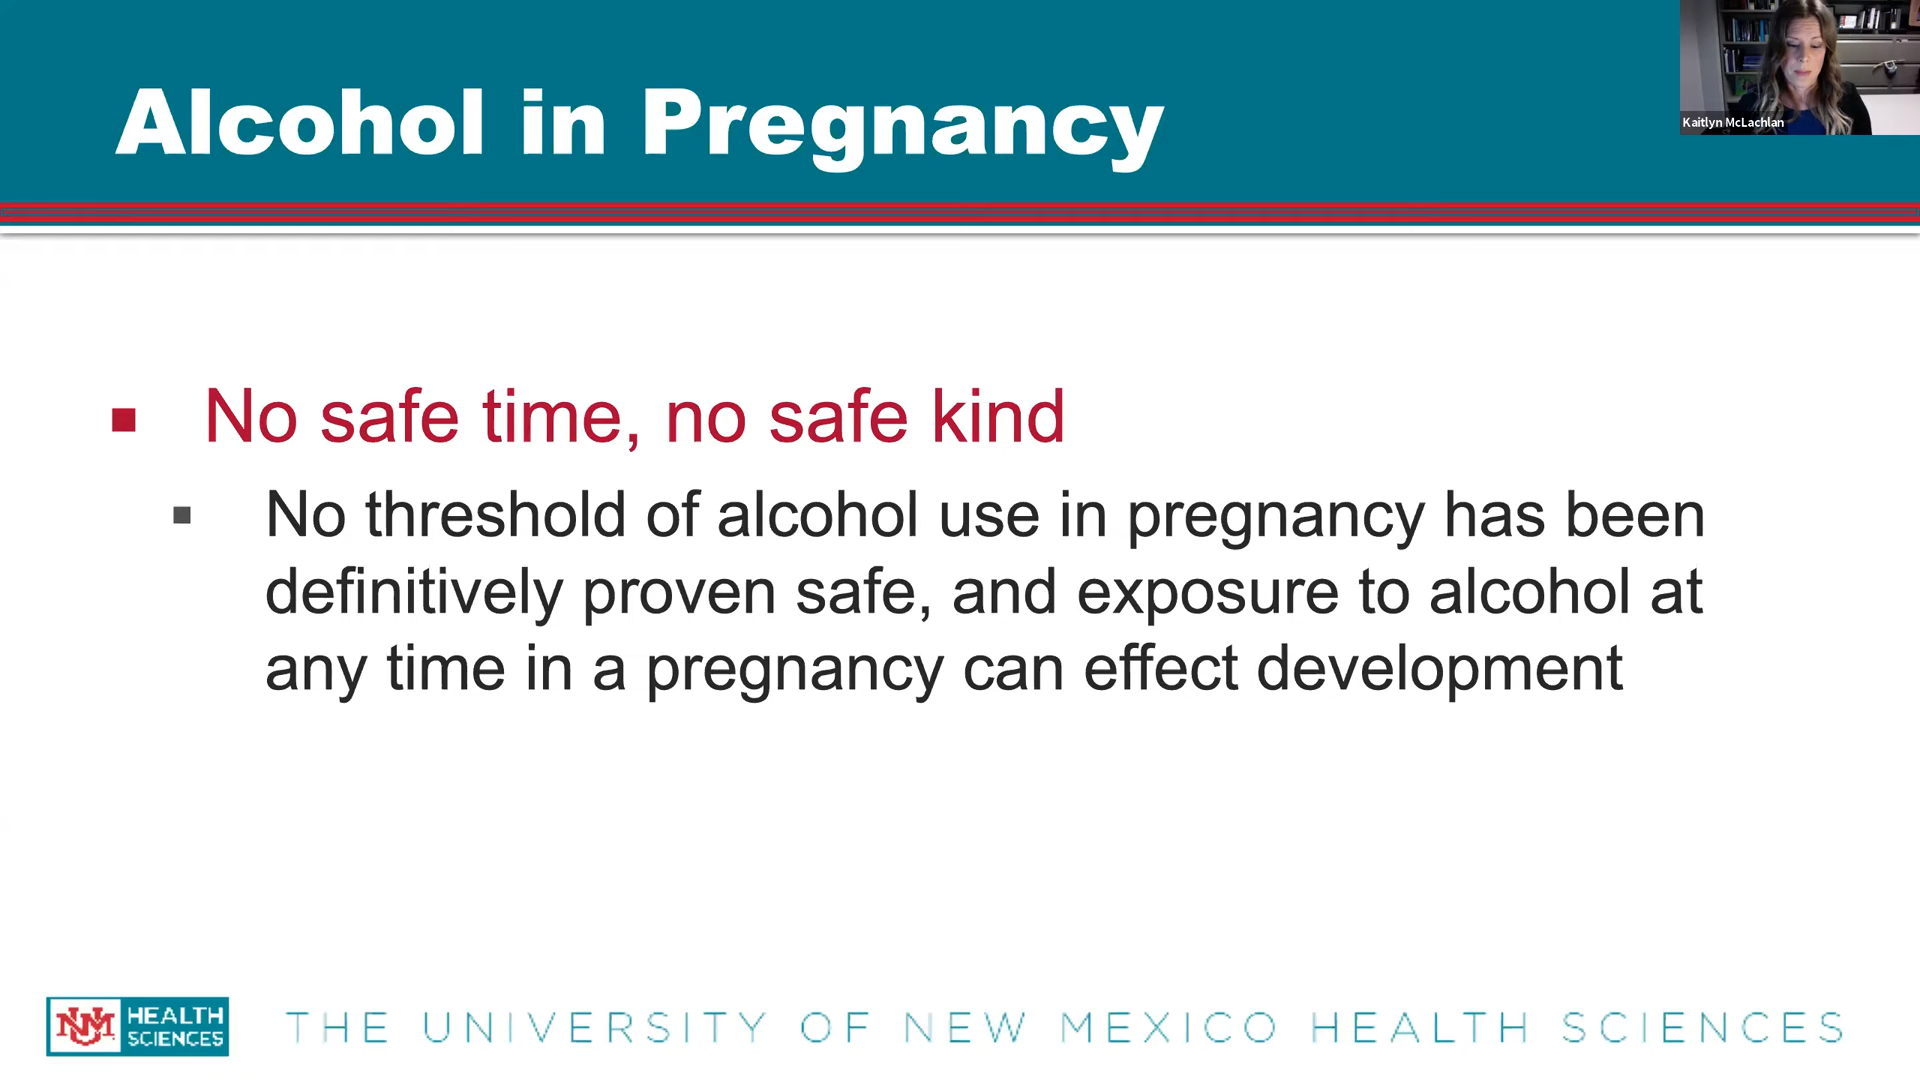 Alcohol in Pregnancy
Kaitlyn McLachlan
No safe time, no safe kind
No threshold of alcohol use in pregnancy has been
definitively proven safe, and exposure to alcohol at
any time in a pregnancy can effect development
UNM HEALTH
SCIENCES
THE UNIVERSITY OF NEW MEXICO HEALTH SCIENCES